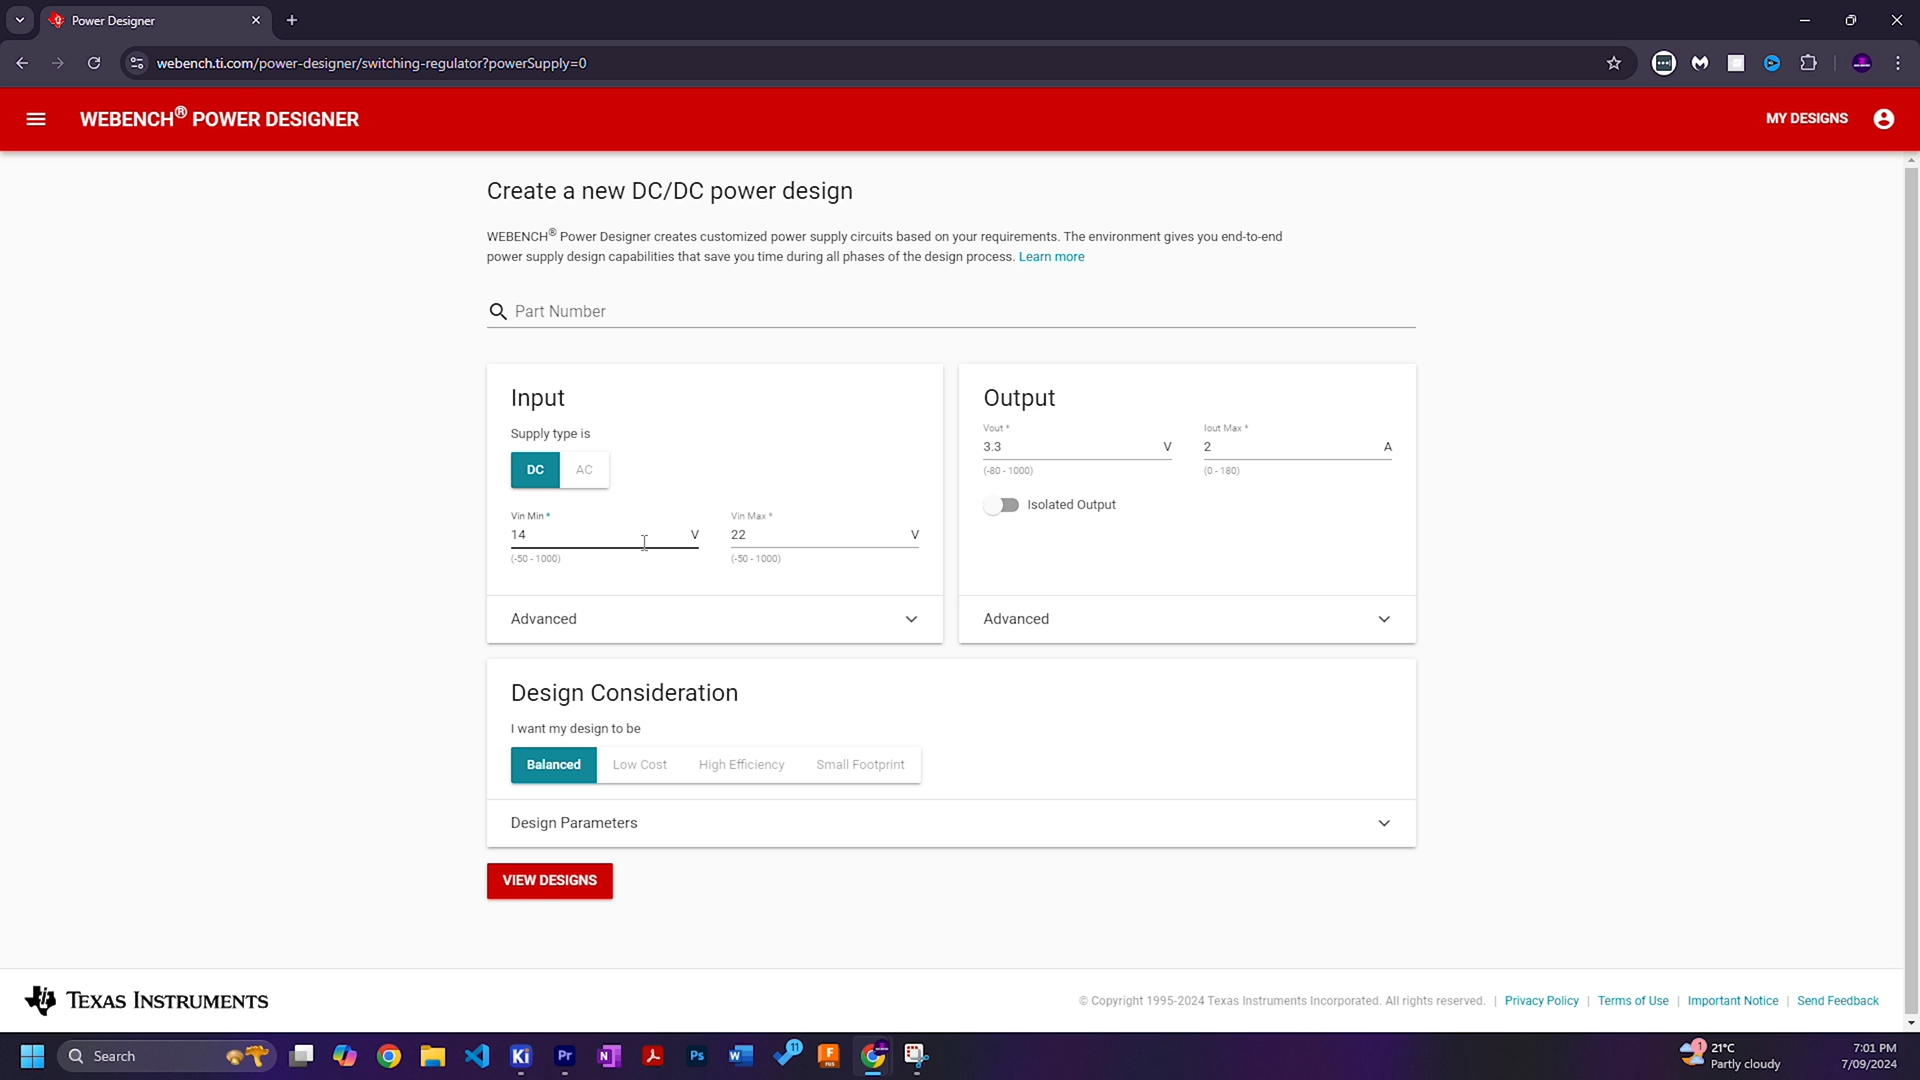 Power Designer
webench.ti.com/power-designer/switching-regulator?powerSupply=0
WEBENCH® POWER DESIGNER
MY DESIGNS
Create a new DC/DC power design
WEBENCH® Power Designer creates customized power supply circuits based on your requirements. The environment gives you end-to-end
power supply design capabilities that save you time during all phases of the design process. Learn more
Part Number
Input
Supply type is
DC AC
Vin Min *
14 V
(-50 - 1000)
Vin Max *
22 V
(-50 - 1000)
Advanced
Output
Vout *
3.3 V
(-80 - 1000)
Iout Max *
2 A
(0 - 180)
Isolated Output
Advanced
Design Consideration
I want my design to be
Balanced Low Cost High Efficiency Small Footprint
Design Parameters
VIEW DESIGNS
TEXAS INSTRUMENTS
© Copyright 1995-2024 Texas Instruments Incorporated. All rights reserved. | Privacy Policy | Terms of Use | Important Notice | Send Feedback
Search
Ki
Pr
N
Ps
W
11
F
1
21°C
Partly cloudy
7:01 PM
7/09/2024